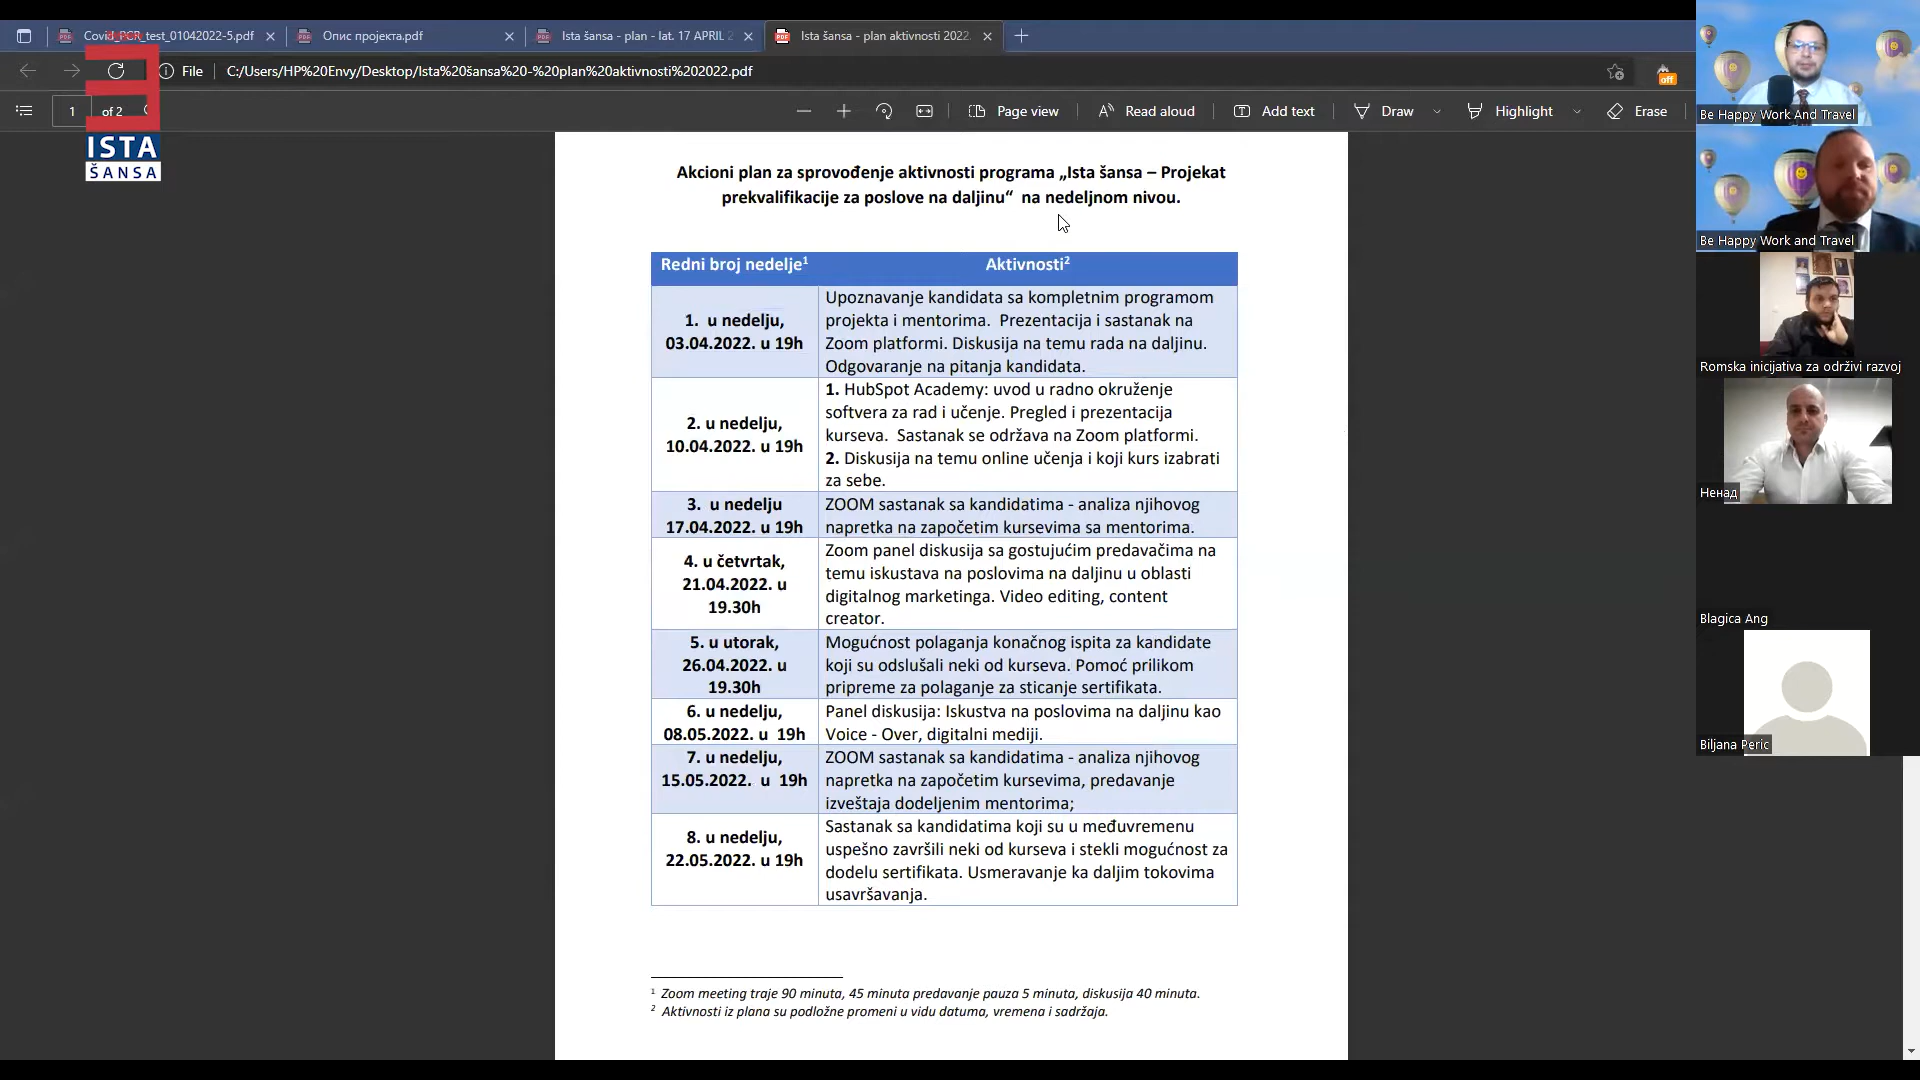 Covid_PCR_test_01042022-5.pdf
Опис пројекта.pdf
Ista šansa - plan - lat. 17 APRIL 2
Ista šansa - plan aktivnosti 2022.
File
C:/Users/HP%20Envy/Desktop/Ista%20šansa%20-%20plan%20aktivnosti%202022.pdf
1 of 2
Page view
Read aloud
Add text
Draw
Highlight
Erase
off
ISTA
ŠANSA
Akcioni plan za sprovođenje aktivnosti programa „Ista šansa – Projekat
prekvalifikacije za poslove na daljinu“ na nedeljnom nivou.
Redni broj nedelje¹
Aktivnosti²
1. u nedelju,
03.04.2022. u 19h
Upoznavanje kandidata sa kompletnim programom
projekta i mentorima. Prezentacija i sastanak na
Zoom platformi. Diskusija na temu rada na daljinu.
Odgovaranje na pitanja kandidata.
2. u nedelju,
10.04.2022. u 19h
1. HubSpot Academy: uvod u radno okruženje
softvera za rad i učenje. Pregled i prezentacija
kurseva. Sastanak se održava na Zoom platformi.
2. Diskusija na temu online učenja i koji kurs izabrati
za sebe.
3. u nedelju
17.04.2022. u 19h
ZOOM sastanak sa kandidatima - analiza njihovog
napretka na započetim kursevima sa mentorima.
4. u četvrtak,
21.04.2022. u
19.30h
Zoom panel diskusija sa gostujućim predavačima na
temu iskustava na poslovima na daljinu u oblasti
digitalnog marketinga. Video editing, content
creator.
5. u utorak,
26.04.2022. u
19.30h
Mogućnost polaganja konačnog ispita za kandidate
koji su odslušali neki od kurseva. Pomoć prilikom
pripreme za polaganje za sticanje sertifikata.
6. u nedelju,
08.05.2022. u 19h
Panel diskusija: Iskustva na poslovima na daljinu kao
Voice - Over, digitalni mediji.
7. u nedelju,
15.05.2022. u 19h
ZOOM sastanak sa kandidatima - analiza njihovog
napretka na započetim kursevima, predavanje
izveštaja dodeljenim mentorima;
8. u nedelju,
22.05.2022. u 19h
Sastanak sa kandidatima koji su u međuvremenu
uspešno završili neki od kurseva i stekli mogućnost za
dodelu sertifikata. Usmeravanje ka daljim tokovima
usavršavanja.
¹ Zoom meeting traje 90 minuta, 45 minuta predavanje pauza 5 minuta, diskusija 40 minuta.
² Aktivnosti iz plana su podložne promeni u vidu datuma, vremena i sadržaja.
Be Happy Work And Travel
Be Happy Work and Travel
Romska inicijativa za održivi razvoj
Ненад
Blagica Ang
Biljana Peric